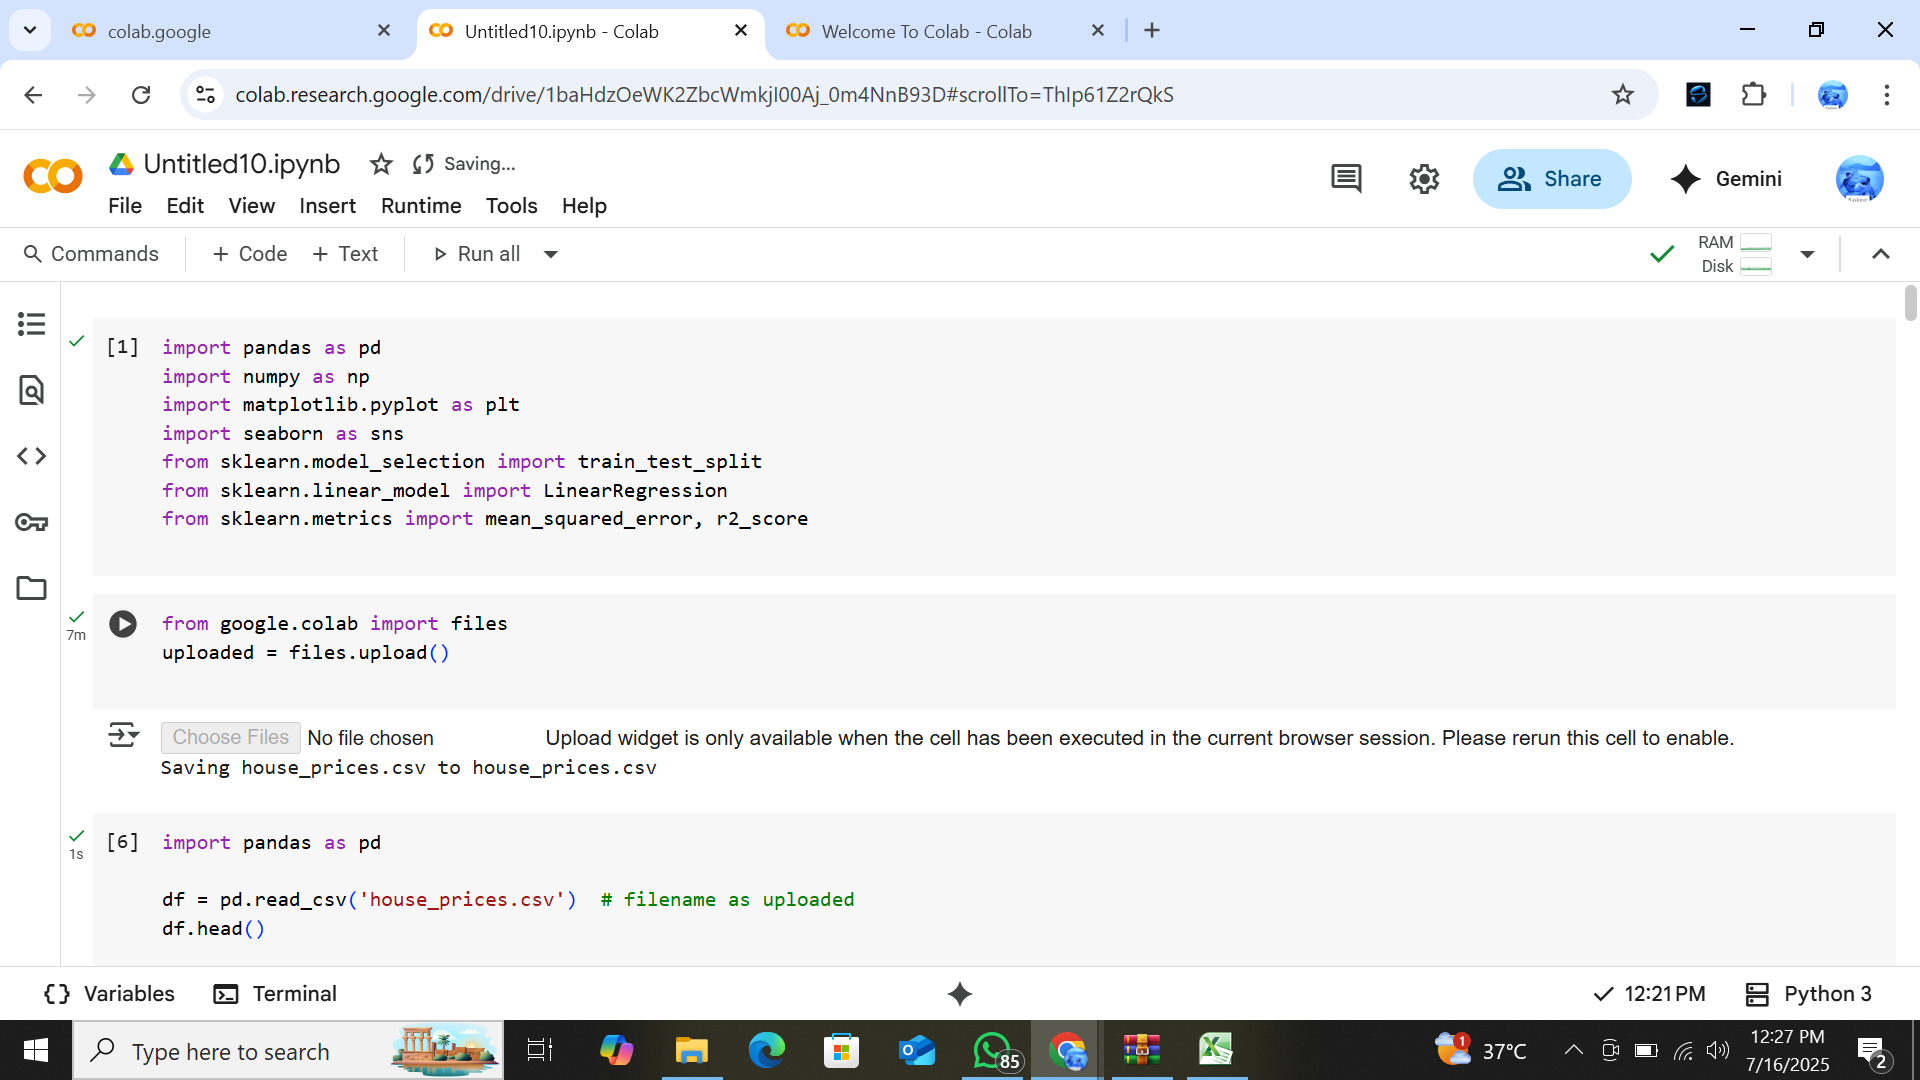 colab.google
Untitled10.ipynb - Colab
Welcome To Colab - Colab
colab.research.google.com/drive/1baHdzOeWK2ZbcWmkjI00Aj_0m4NnB93D#scrollTo=ThIp61Z2rQkS
Untitled10.ipynb
Saving...
File Edit View Insert Runtime Tools Help
Share
Gemini
Commands + Code + Text Run all
RAM
Disk
[1] import pandas as pd
import numpy as np
import matplotlib.pyplot as plt
import seaborn as sns
from sklearn.model_selection import train_test_split
from sklearn.linear_model import LinearRegression
from sklearn.metrics import mean_squared_error, r2_score
7m
from google.colab import files
uploaded = files.upload()
Choose Files No file chosen Upload widget is only available when the cell has been executed in the current browser session. Please rerun this cell to enable.
Saving house_prices.csv to house_prices.csv
1s
[6] import pandas as pd
df = pd.read_csv('house_prices.csv') # filename as uploaded
df.head()
{ } Variables Terminal
12:21 PM Python 3
Type here to search
85
1
37°C
12:27 PM
7/16/2025
2